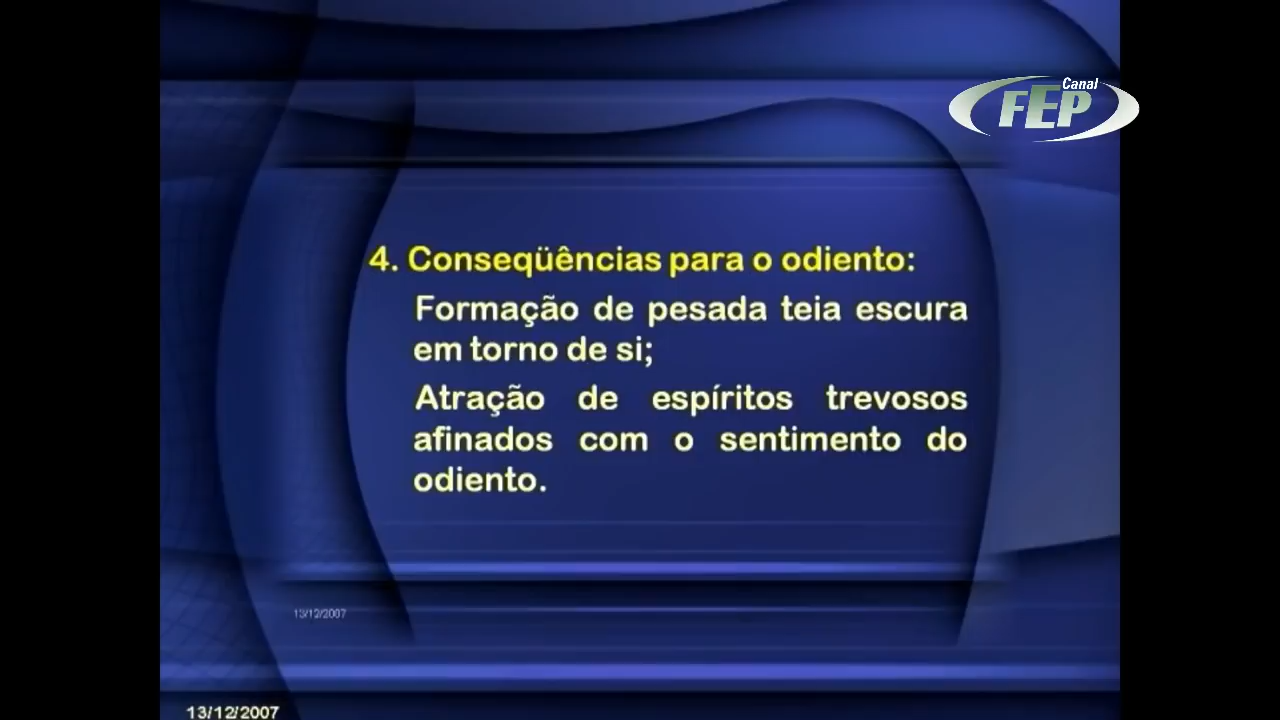 Canal
FEP
4. Conseqüências para o odiento:
Formação de pesada teia escura
em torno de si;
Atração de espíritos trevosos
afinados com o sentimento do
odiento.
13/12/2007
13/12/2007